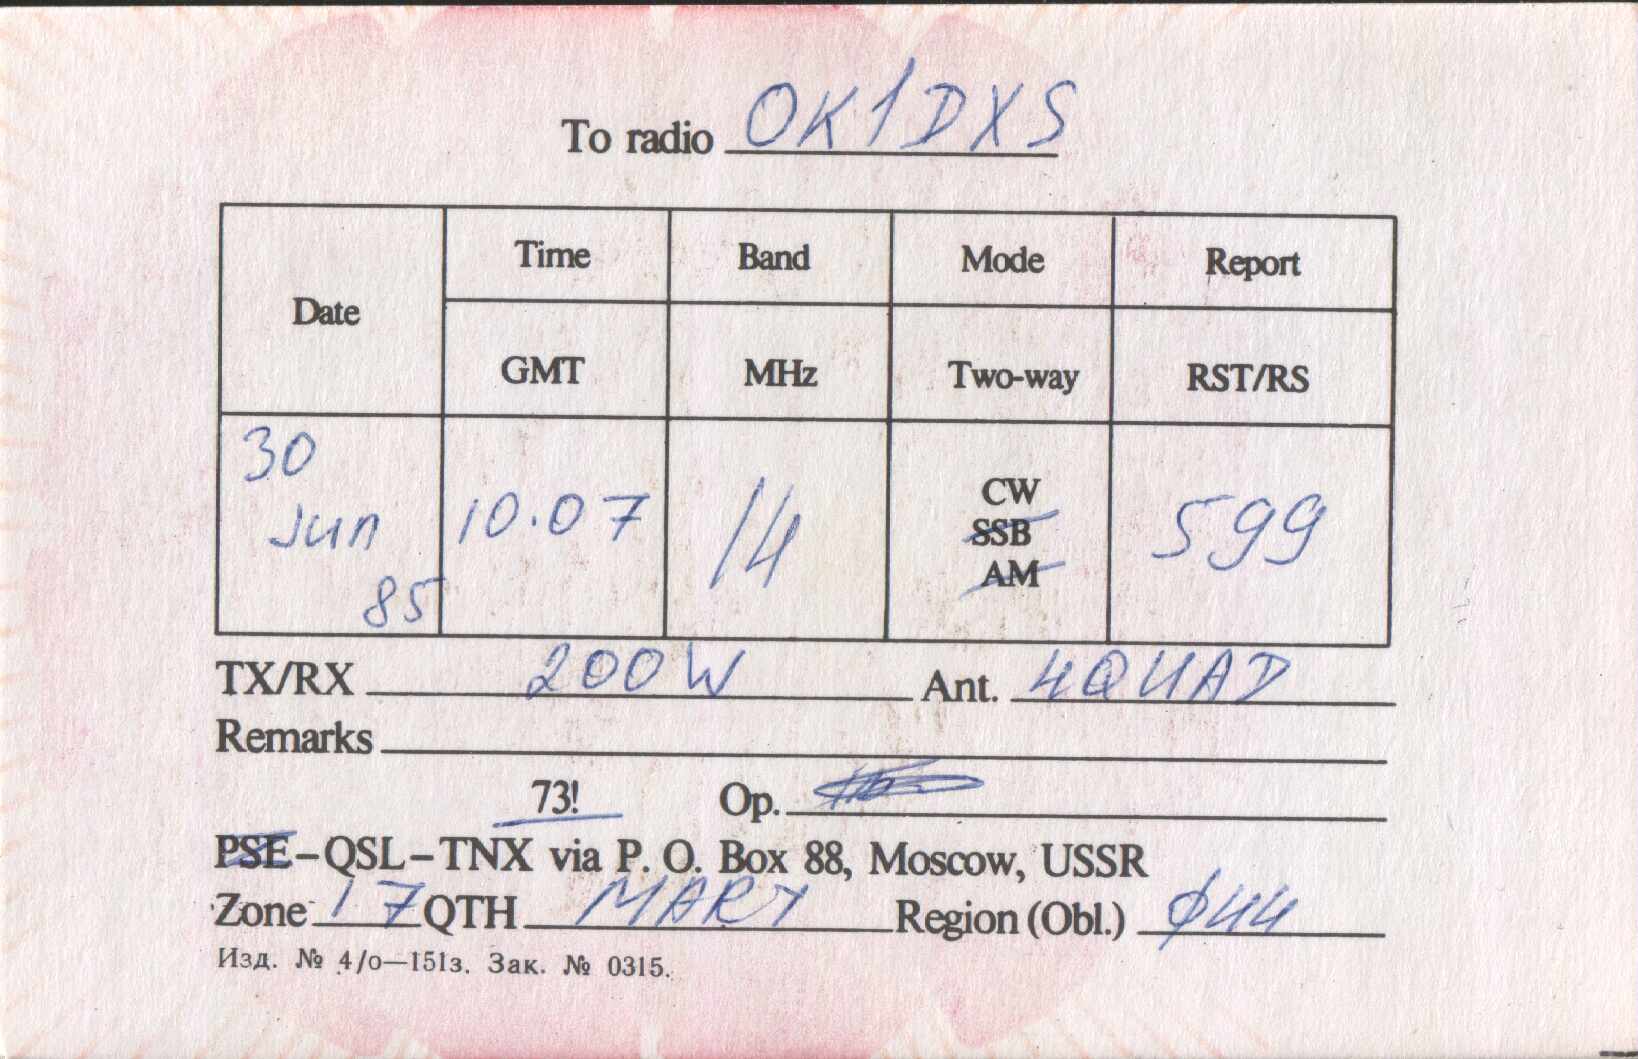 To radio OK1DXS
Date Time Band Mode Report
GMT MHz Two-way RST/RS
30 Jun 85 10.07 14 CW SSB AM 599
TX/RX 200W Ant. 4QUAD
Remarks
73! Op.
PSE-QSL-TNX via P. O. Box 88, Moscow, USSR
Zone 17 QTH MARY Region (Obl.) Ø44
Изд. № 4/о—151з. Зак. № 0315.